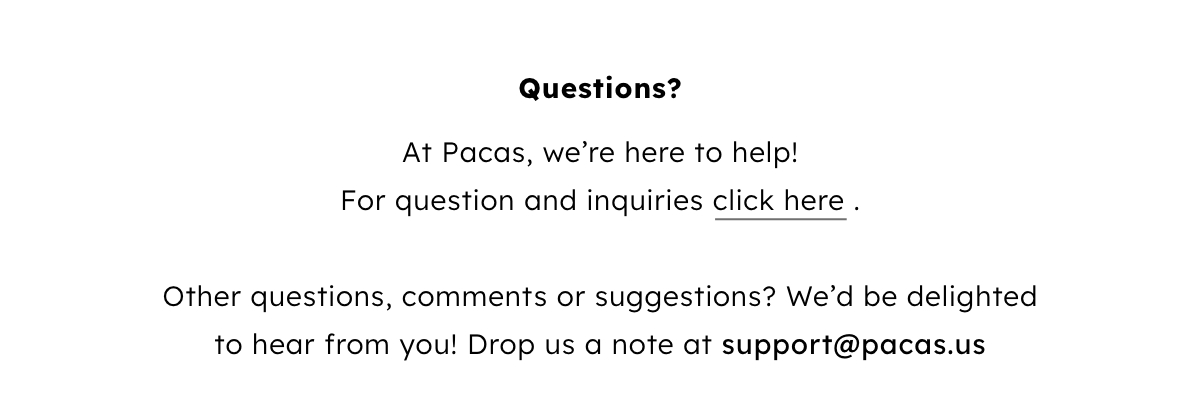 Questions?
At Pacas, we’re here to help!
For question and inquiries click here .
Other questions, comments or suggestions? We’d be delighted
to hear from you! Drop us a note at support@pacas.us